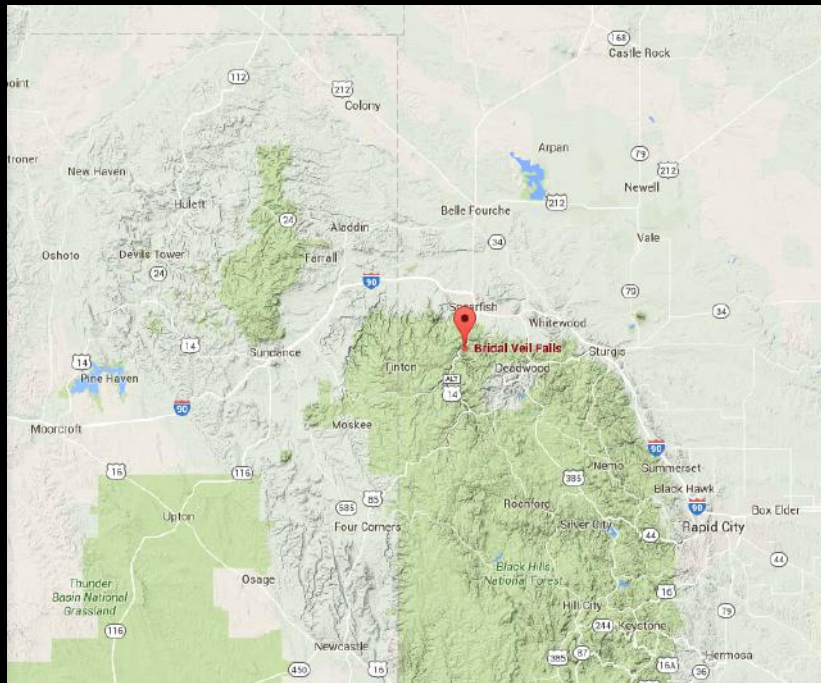 168
Castle Rock
112
212
Colony
Arpan
79
212
New Haven
Newell
Hulett
212
Belle Fourche
24
Aladdin
Vale
34
Oshoto
Devils Tower
Farrall
24
90
79
Spearfish
34
Whitewood
14
Bridal Veil Falls
Sturgis
Sundance
14
Tinton
Deadwood
Pine Haven
ALT
14
90
Moorcroft
Moskee
90
16
116
Nemo
Summerset
385
Black Hawk
585
85
Rochford
90
Box Elder
Upton
Four Corners
Silver City
Rapid City
44
44
Black Hills
National Forest
Thunder
Basin National
Grassland
Osage
16
Hill City
79
116
244
Keystone
Newcastle
Hermosa
450
16
385
87
16A
36